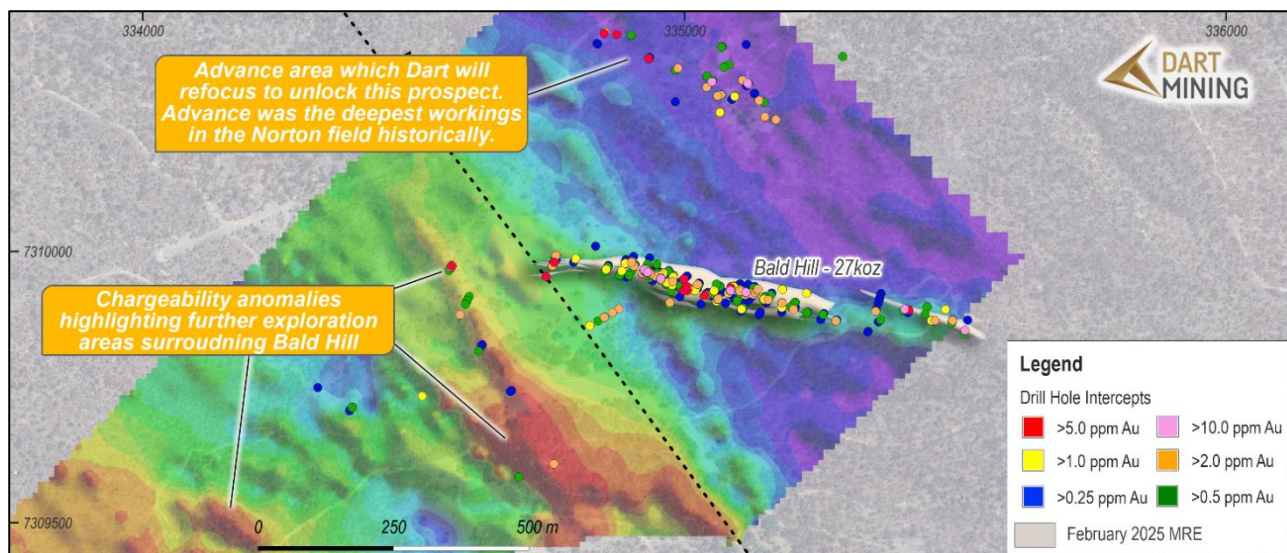 334000
335000
336000
Advance area which Dart will
refocus to unlock this prospect.
Advance was the deepest workings
in the Norton field historically.
DART
MINING
7310000
Bald Hill - 27koz
Chargeability anomalies
highlighting further exploration
areas surroudning Bald Hill
7309500
0
250
500 m
Legend
Drill Hole Intercepts
>5.0 ppm Au
>10.0 ppm Au
>1.0 ppm Au
>2.0 ppm Au
>0.25 ppm Au
>0.5 ppm Au
February 2025 MRE